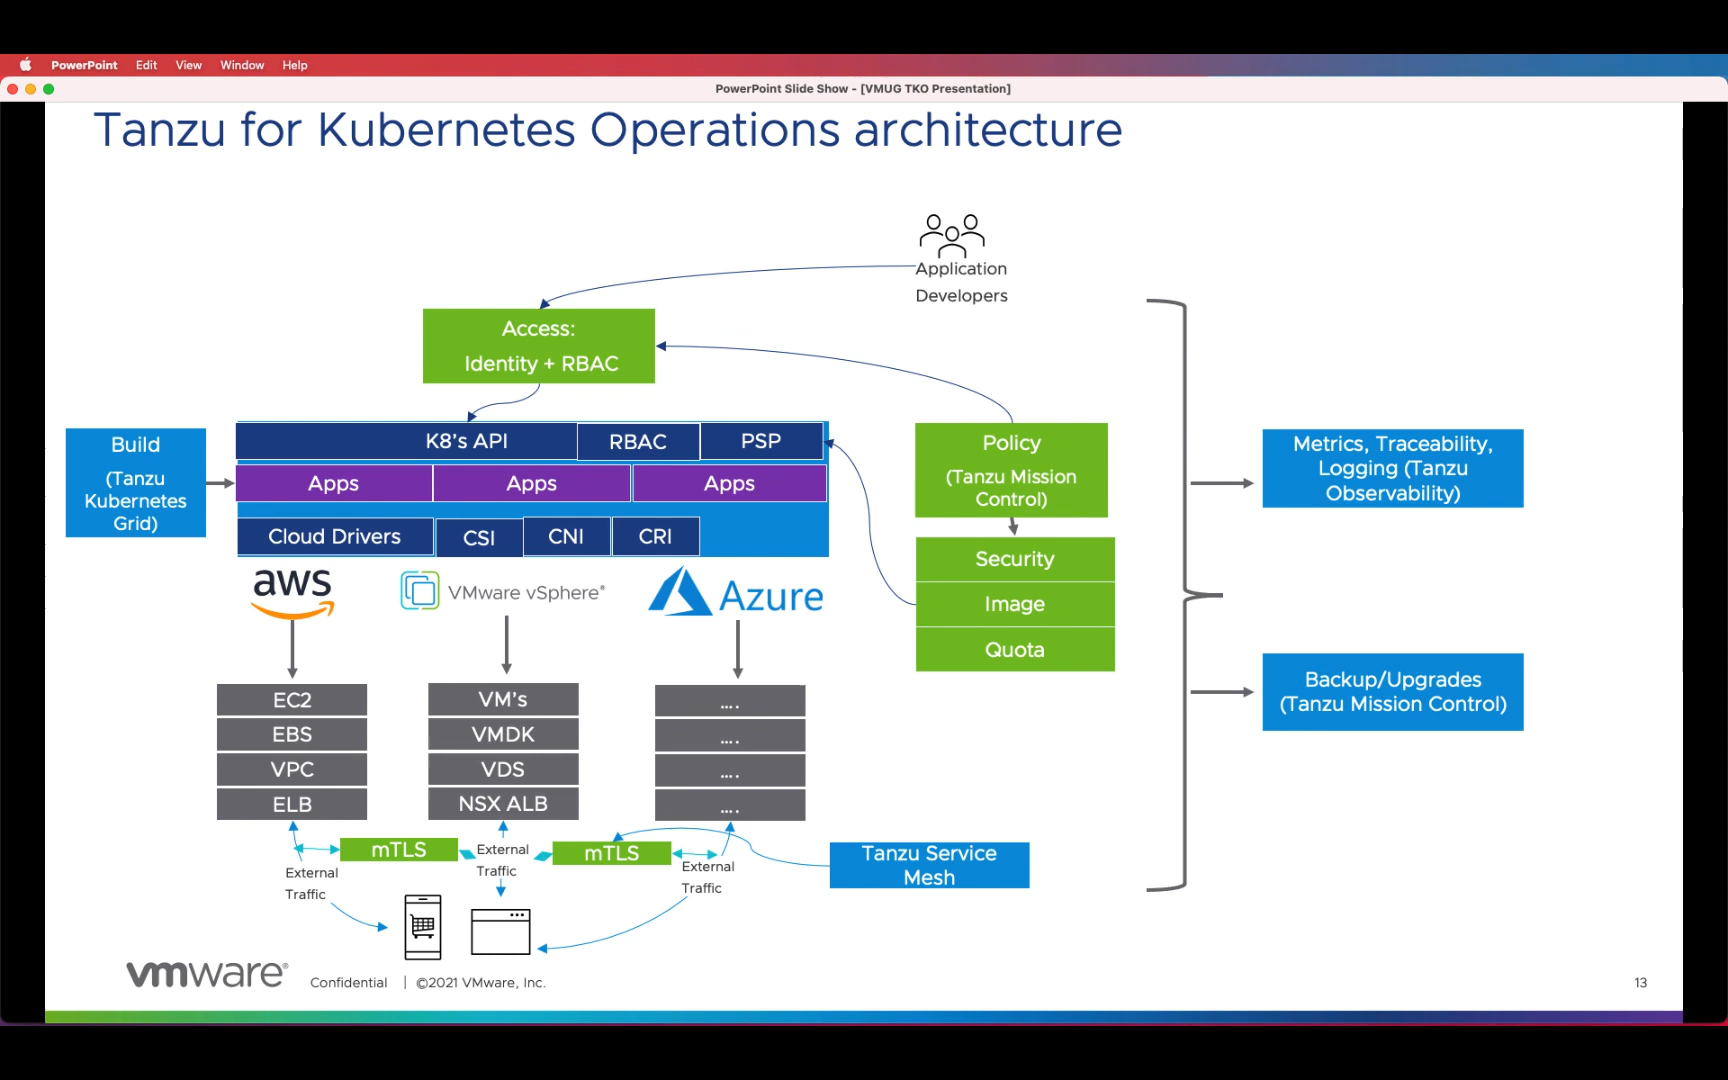 PowerPoint Edit View Window Help
PowerPoint Slide Show - [VMUG TKO Presentation]
Tanzu for Kubernetes Operations architecture
Application
Developers
Access:
Identity + RBAC
Build
(Tanzu
Kubernetes
Grid)
K8's API
RBAC
PSP
Apps
Apps
Apps
Cloud Drivers
CSI
CNI
CRI
Policy
(Tanzu Mission
Control)
Security
Image
Quota
Metrics, Traceability,
Logging (Tanzu
Observability)
Backup/Upgrades
(Tanzu Mission Control)
aws
VMware vSphere®
Azure
EC2
EBS
VPC
ELB
VM's
VMDK
VDS
NSX ALB
....
....
....
....
mTLS
mTLS
External
Traffic
External
Traffic
External
Traffic
Tanzu Service
Mesh
vmware®
Confidential | ©2021 VMware, Inc.
13